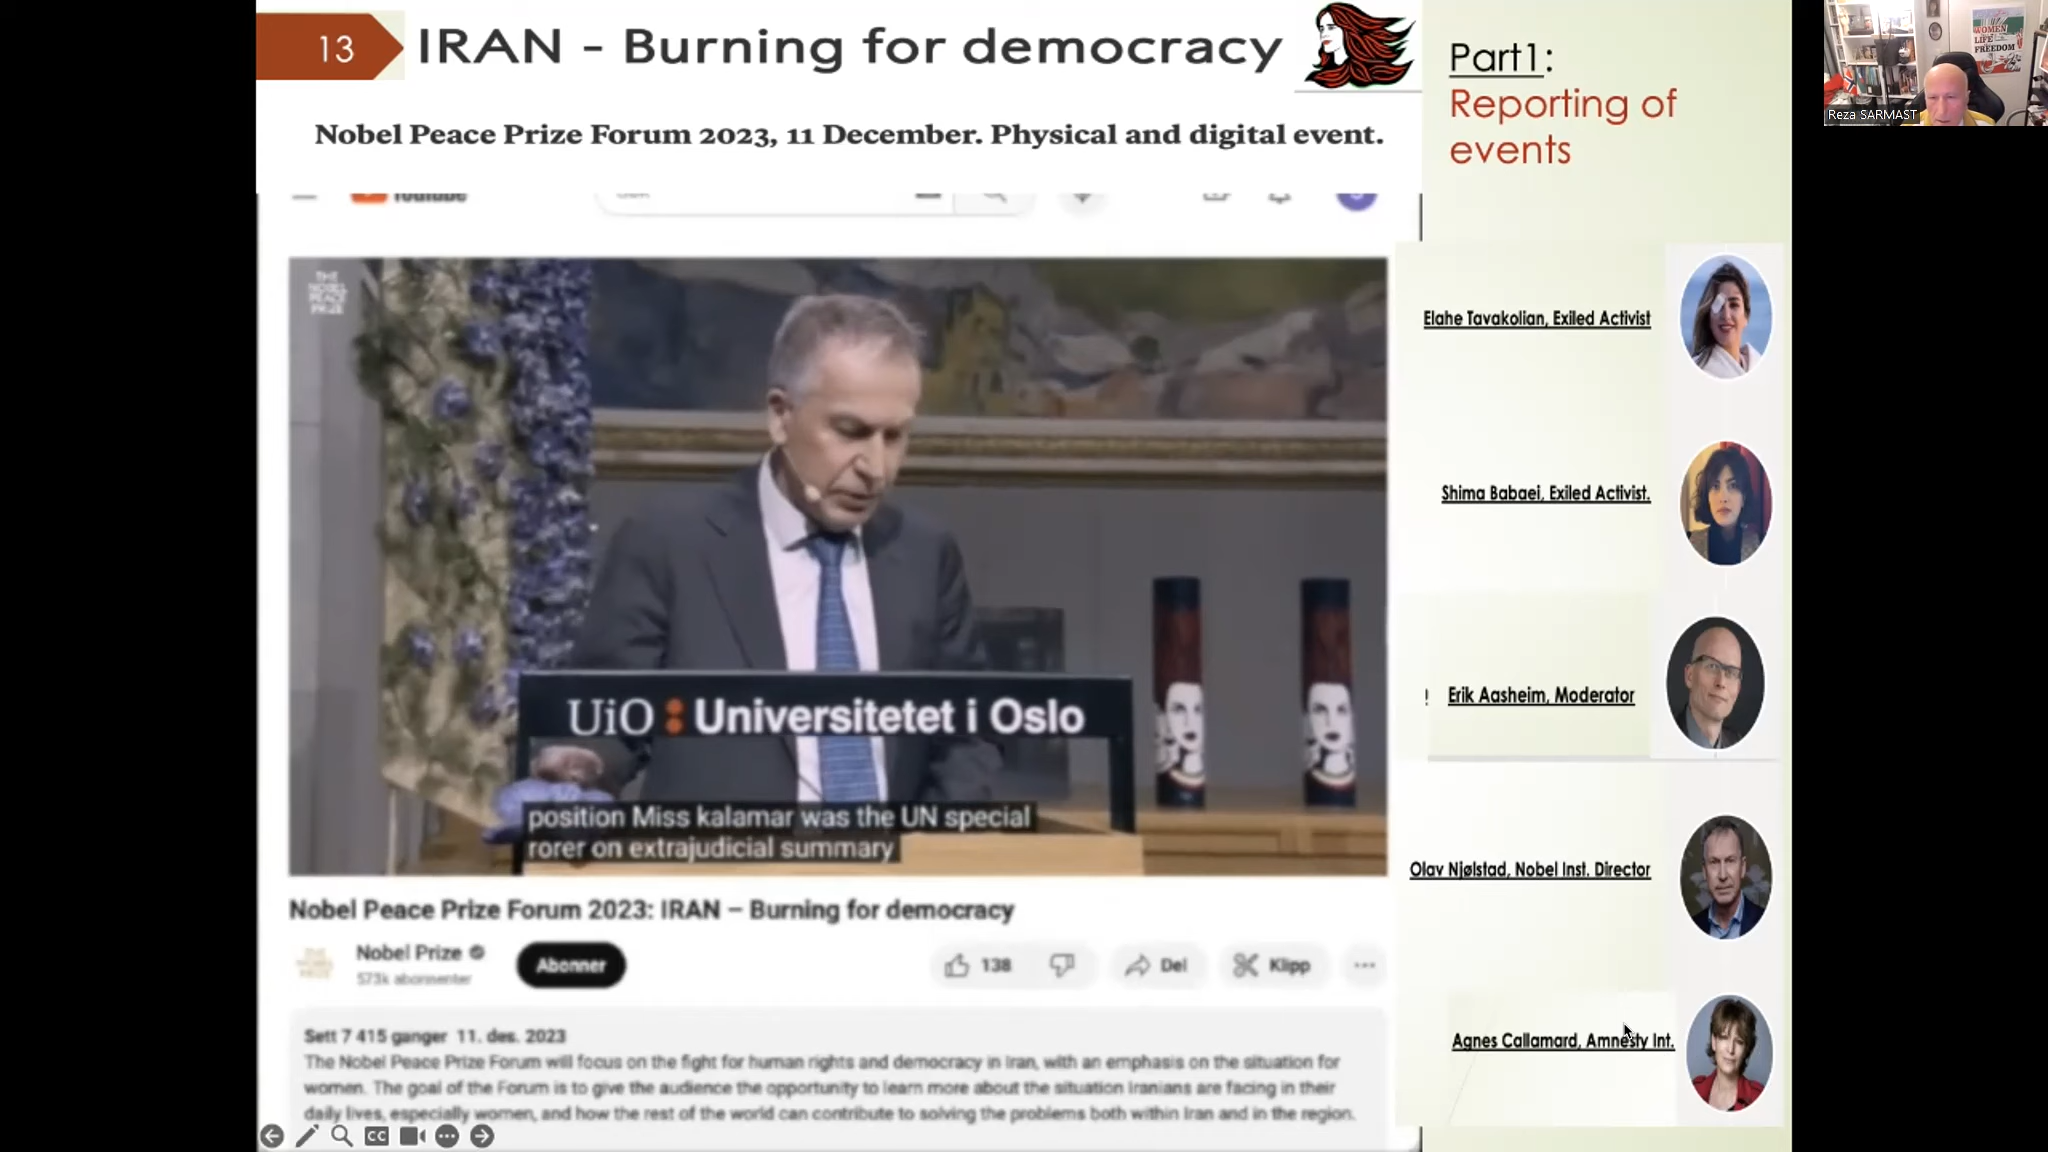 13
IRAN - Burning for democracy
Part1:
Reporting of
events
WOMEN
LIFE
FREEDOM
Reza SARMAST
Nobel Peace Prize Forum 2023, 11 December. Physical and digital event.
THE
NOBEL
PEACE
PRIZE
UiO : Universitetet i Oslo
position Miss kalamar was the UN special
rorer on extrajudicial summary
Nobel Peace Prize Forum 2023: IRAN – Burning for democracy
Nobel Prize
573k abonnenter
Abonner
138
Del
Klipp
Sett 7 415 ganger 11. des. 2023
The Nobel Peace Prize Forum will focus on the fight for human rights and democracy in Iran, with an emphasis on the situation for
women. The goal of the Forum is to give the audience the opportunity to learn more about the situation Iranians are facing in their
daily lives, especially women, and how the rest of the world can contribute to solving the problems both within Iran and in the region.
CC
Elahe Tavakolian, Exiled Activist
Shima Babaei, Exiled Activist.
Erik Aasheim, Moderator
Olav Njølstad, Nobel Inst. Director
Agnes Callamard, Amnesty Int.